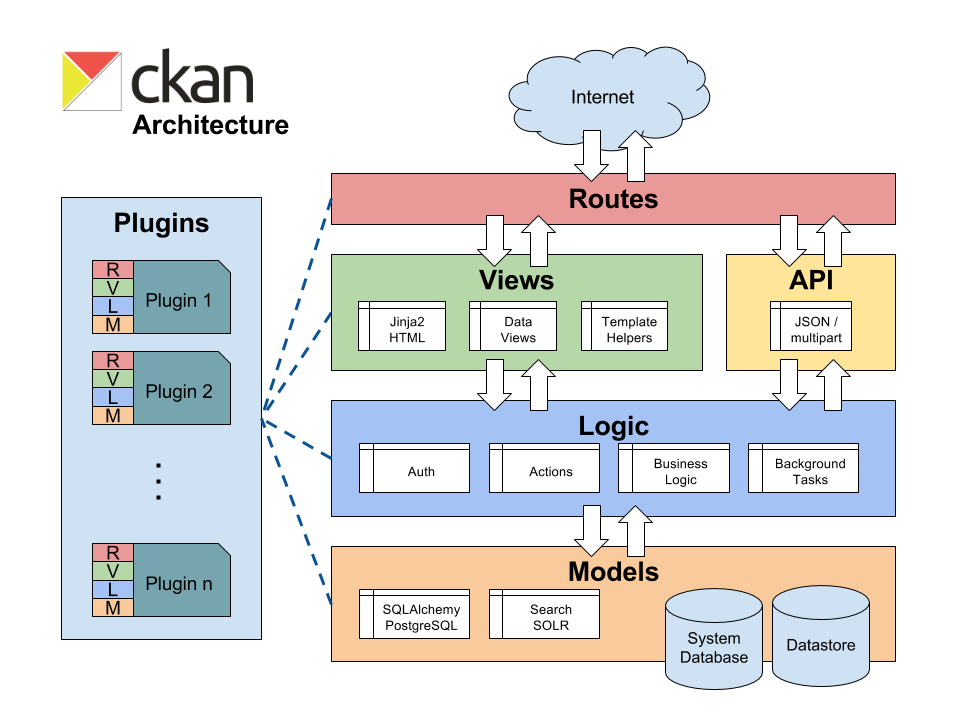 ckan
Architecture
Internet
Routes
Plugins
R
V
L
M
Plugin 1
R
V
L
M
Plugin 2
R
V
L
M
Plugin n
Views
Jinja2
HTML
Data
Views
Template
Helpers
API
JSON /
multipart
Logic
Auth
Actions
Business
Logic
Background
Tasks
Models
SQLAlchemy
PostgreSQL
Search
SOLR
System
Database
Datastore